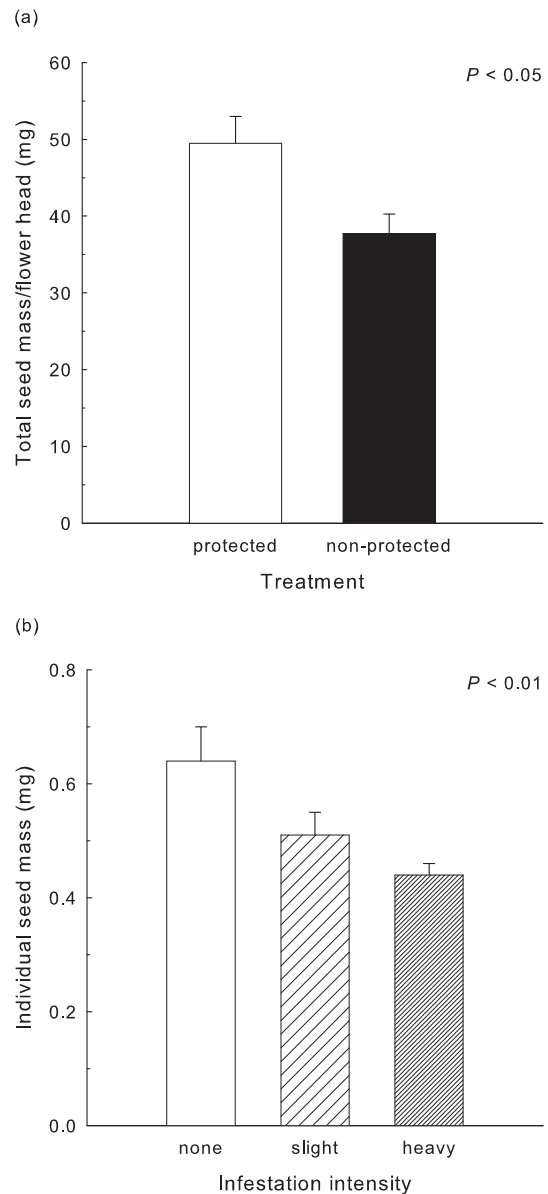 (a)
P < 0.05
60
50
40
30
20
10
0
Total seed mass/flower head (mg)
protected non-protected
Treatment
(b)
P < 0.01
0.8
0.6
0.4
0.2
0.0
Individual seed mass (mg)
none slight heavy
Infestation intensity